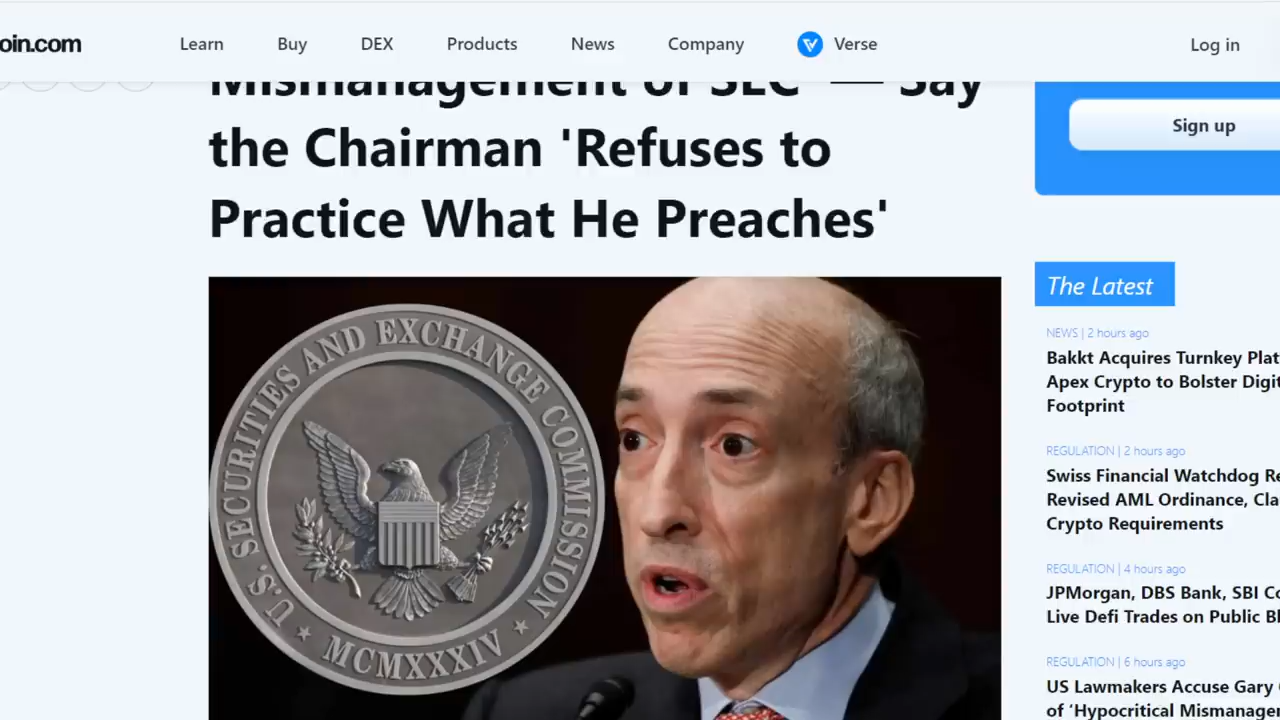 oin.com
Learn
Buy
DEX
Products
News
Company
Verse
Log in
Mismanagement of SEC' — Say
the Chairman 'Refuses to
Practice What He Preaches'
U.S. SECURITIES AND EXCHANGE COMMISSION
MCMXXXIV
Sign up
The Latest
NEWS | 2 hours ago
Bakkt Acquires Turnkey Plat
Apex Crypto to Bolster Digit
Footprint
REGULATION | 2 hours ago
Swiss Financial Watchdog Re
Revised AML Ordinance, Cla
Crypto Requirements
REGULATION | 4 hours ago
JPMorgan, DBS Bank, SBI Co
Live Defi Trades on Public Bl
REGULATION | 6 hours ago
US Lawmakers Accuse Gary
of ‘Hypocritical Mismanager